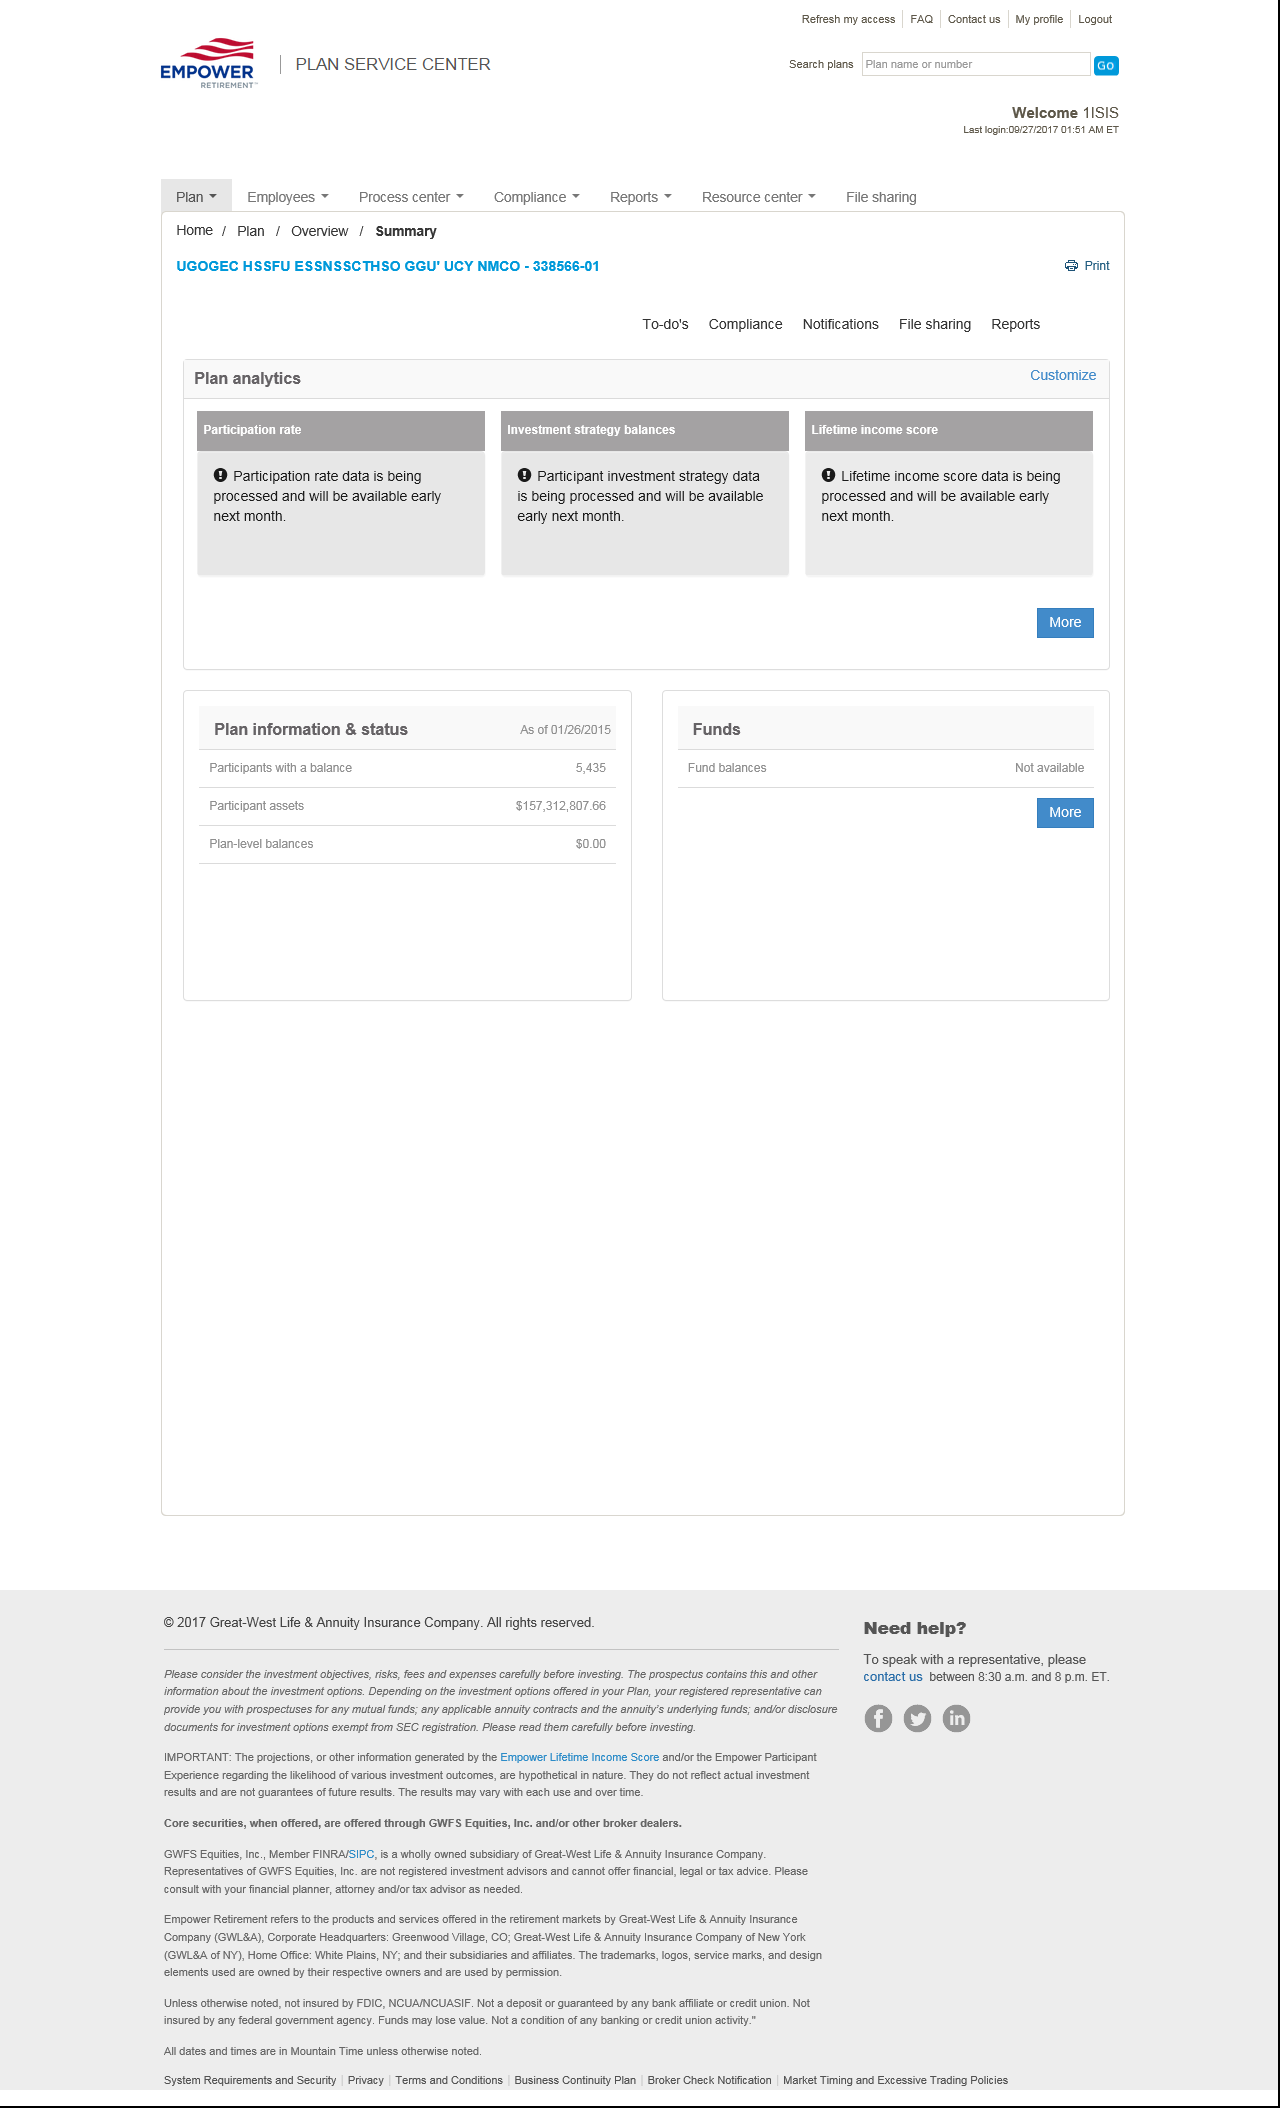 Refresh my access FAQ Contact us My profile Logout
EMPOWER
RETIREMENT™
PLAN SERVICE CENTER
Search plans Plan name or number GO
Welcome 1ISIS
Last login:09/27/2017 01:51 AM ET
Plan Employees Process center Compliance Reports Resource center File sharing
Home / Plan / Overview / Summary
UGOGEC HSSFU ESSNSSCTHSO GGU' UCY NMCO - 338566-01
Print
To-do's Compliance Notifications File sharing Reports
Plan analytics
Customize
Participation rate
Participation rate data is being
processed and will be available early
next month.
Investment strategy balances
Participant investment strategy data
is being processed and will be available
early next month.
Lifetime income score
Lifetime income score data is being
processed and will be available early
next month.
More
Plan information & status As of 01/26/2015
Participants with a balance 5,435
Participant assets $157,312,807.66
Plan-level balances $0.00
Funds
Fund balances Not available
More
© 2017 Great-West Life & Annuity Insurance Company. All rights reserved.
Please consider the investment objectives, risks, fees and expenses carefully before investing. The prospectus contains this and other
information about the investment options. Depending on the investment options offered in your Plan, your registered representative can
provide you with prospectuses for any mutual funds; any applicable annuity contracts and the annuity's underlying funds; and/or disclosure
documents for investment options exempt from SEC registration. Please read them carefully before investing.
IMPORTANT: The projections, or other information generated by the Empower Lifetime Income Score and/or the Empower Participant
Experience regarding the likelihood of various investment outcomes, are hypothetical in nature. They do not reflect actual investment
results and are not guarantees of future results. The results may vary with each use and over time.
Core securities, when offered, are offered through GWFS Equities, Inc. and/or other broker dealers.
GWFS Equities, Inc., Member FINRA/SIPC, is a wholly owned subsidiary of Great-West Life & Annuity Insurance Company.
Representatives of GWFS Equities, Inc. are not registered investment advisors and cannot offer financial, legal or tax advice. Please
consult with your financial planner, attorney and/or tax advisor as needed.
Empower Retirement refers to the products and services offered in the retirement markets by Great-West Life & Annuity Insurance
Company (GWL&A), Corporate Headquarters: Greenwood Village, CO; Great-West Life & Annuity Insurance Company of New York
(GWL&A of NY), Home Office: White Plains, NY; and their subsidiaries and affiliates. The trademarks, logos, service marks, and design
elements used are owned by their respective owners and are used by permission.
Unless otherwise noted, not insured by FDIC, NCUA/NCUASIF. Not a deposit or guaranteed by any bank affiliate or credit union. Not
insured by any federal government agency. Funds may lose value. Not a condition of any banking or credit union activity."
All dates and times are in Mountain Time unless otherwise noted.
System Requirements and Security | Privacy | Terms and Conditions | Business Continuity Plan | Broker Check Notification | Market Timing and Excessive Trading Policies
Need help?
To speak with a representative, please
contact us between 8:30 a.m. and 8 p.m. ET.
f in